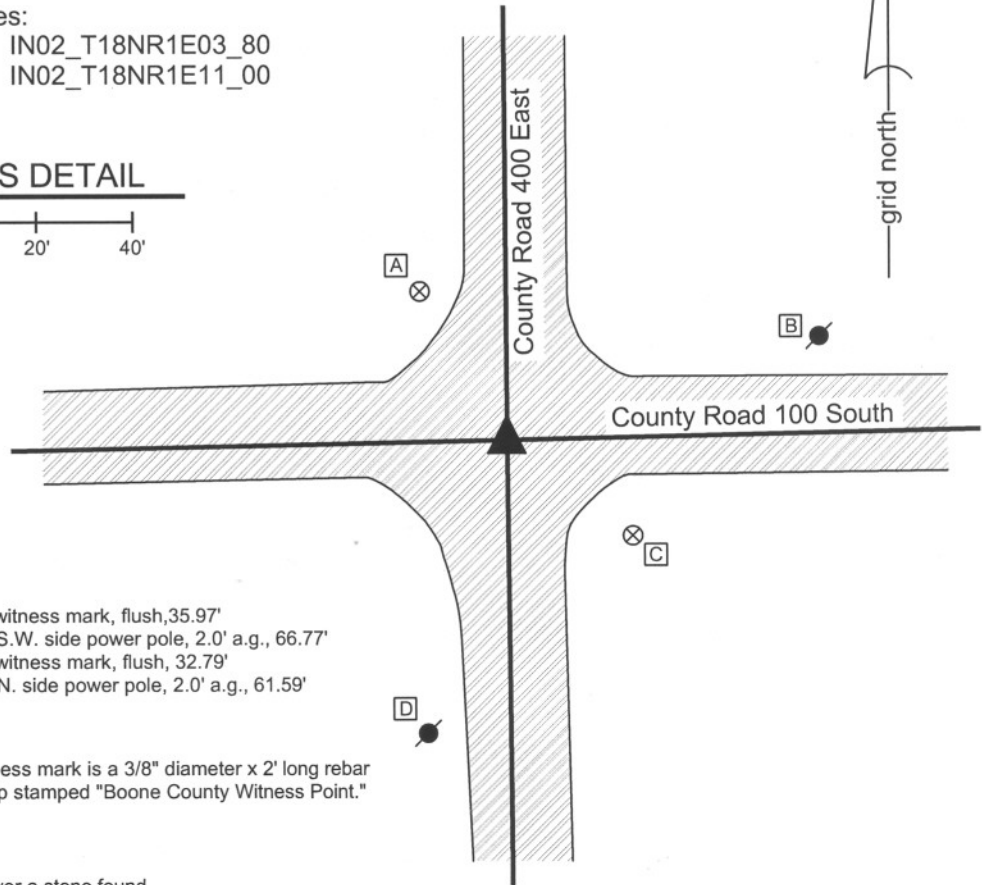 es:
IN02_T18NR1E03_80
IN02_T18NR1E11_00
S DETAIL
20' 40'
County Road 400 East
grid north
A
B
County Road 100 South
C
witness mark, flush,35.97'
S.W. side power pole, 2.0' a.g., 66.77'
witness mark, flush, 32.79'
N. side power pole, 2.0' a.g., 61.59'
D
ess mark is a 3/8" diameter x 2' long rebar
p stamped "Boone County Witness Point."